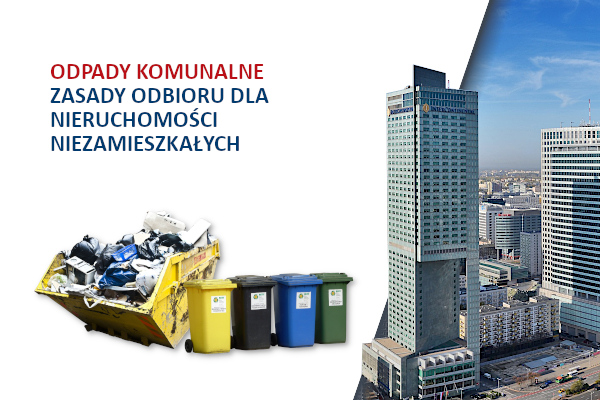 ODPADY KOMUNALNE
ZASADY ODBIORU DLA
NIERUCHOMOŚCI
NIEZAMIESZKAŁYCH